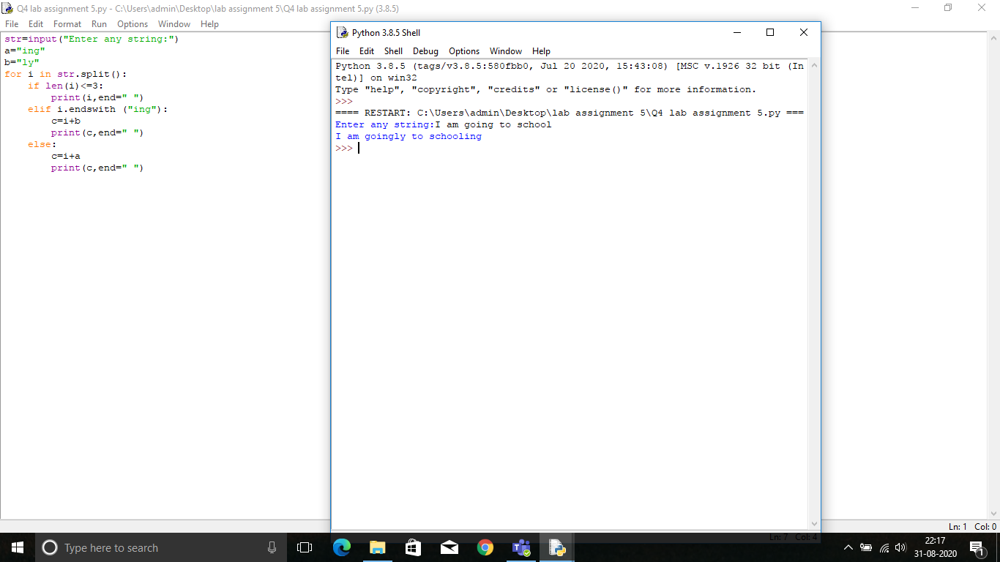 Q4 lab assignment 5.py - C:\Users\admin\Desktop\lab assignment 5\Q4 lab assignment 5.py (3.8.5)
File Edit Format Run Options Window Help
str=input("Enter any string:")
a="ing"
b="ly"
for i in str.split():
    if len(i)<=3:
        print(i,end=" ")
    elif i.endswith ("ing"):
        c=i+b
        print(c,end=" ")
    else:
        c=i+a
        print(c,end=" ")
Python 3.8.5 Shell
File Edit Shell Debug Options Window Help
Python 3.8.5 (tags/v3.8.5:580fbb0, Jul 20 2020, 15:43:08) [MSC v.1926 32 bit (In
tel)] on win32
Type "help", "copyright", "credits" or "license()" for more information.
>>>
==== RESTART: C:\Users\admin\Desktop\lab assignment 5\Q4 lab assignment 5.py ===
Enter any string:I am going to school
I am goingly to schooling
>>>
Ln: 1 Col: 0
Ln: 7 Col: 4
Type here to search
22:17
31-08-2020
1